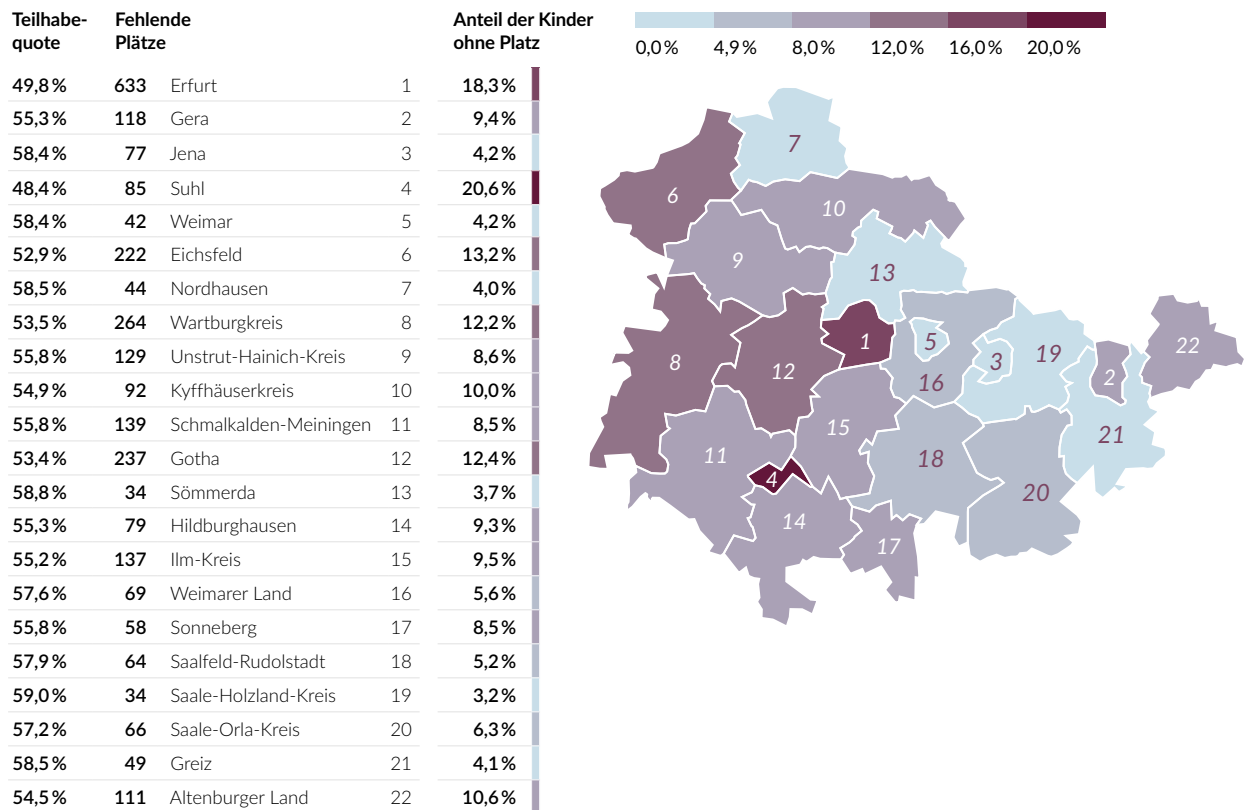 Teilhabe-
quote
Fehlende
Plätze
Anteil der Kinder
ohne Platz
0,0 % 4,9 % 8,0 % 12,0 % 16,0 % 20,0 %
49,8 % 633 Erfurt 1 18,3 %
55,3 % 118 Gera 2 9,4 %
58,4 % 77 Jena 3 4,2 %
48,4 % 85 Suhl 4 20,6 %
58,4 % 42 Weimar 5 4,2 %
52,9 % 222 Eichsfeld 6 13,2 %
58,5 % 44 Nordhausen 7 4,0 %
53,5 % 264 Wartburgkreis 8 12,2 %
55,8 % 129 Unstrut-Hainich-Kreis 9 8,6 %
54,9 % 92 Kyffhäuserkreis 10 10,0 %
55,8 % 139 Schmalkalden-Meiningen 11 8,5 %
53,4 % 237 Gotha 12 12,4 %
58,8 % 34 Sömmerda 13 3,7 %
55,3 % 79 Hildburghausen 14 9,3 %
55,2 % 137 Ilm-Kreis 15 9,5 %
57,6 % 69 Weimarer Land 16 5,6 %
55,8 % 58 Sonneberg 17 8,5 %
57,9 % 64 Saalfeld-Rudolstadt 18 5,2 %
59,0 % 34 Saale-Holzland-Kreis 19 3,2 %
57,2 % 66 Saale-Orla-Kreis 20 6,3 %
58,5 % 49 Greiz 21 4,1 %
54,5 % 111 Altenburger Land 22 10,6 %
7
6
10
9
13
1
5
3
19
22
8
12
16
2
15
21
11
18
4
20
14
17